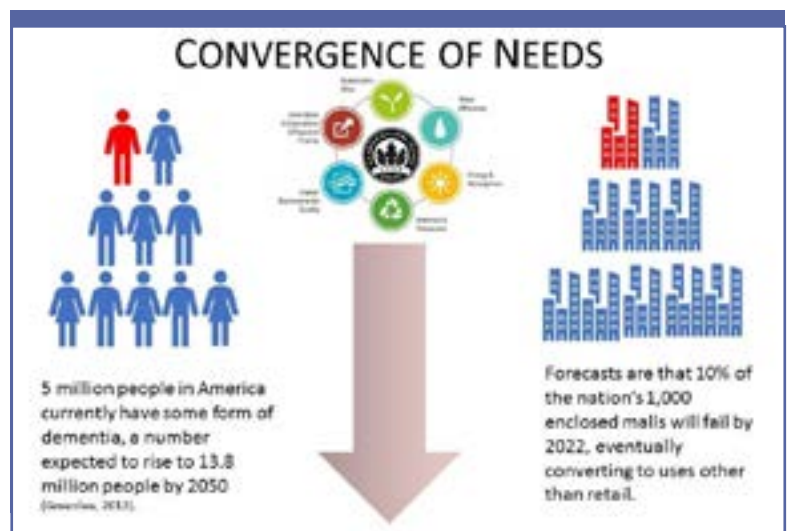 CONVERGENCE OF NEEDS
5 million people in America
currently have some form of
dementia, a number
expected to rise to 13.8
million people by 2050
Forecasts are that 10% of
the nation's 1,000
enclosed malls will fail by
2022, eventually
converting to uses other
than retail.